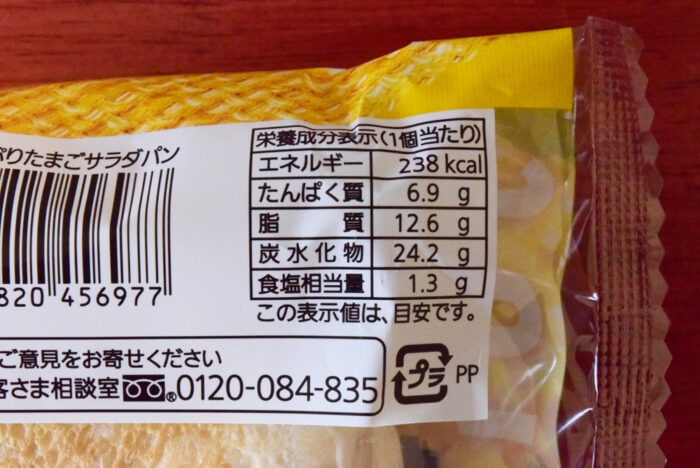 栄養成分表示(1個当たり)
ぷりたまごサラダパン
エネルギー 238 kcal
たんぱく質 6.9 g
脂 質 12.6 g
炭水化物 24.2 g
食塩相当量 1.3 g
この表示値は、目安です。
820 456977
ご意見をお寄せください
客さま相談室 ® 0120-084-835
プラ PP